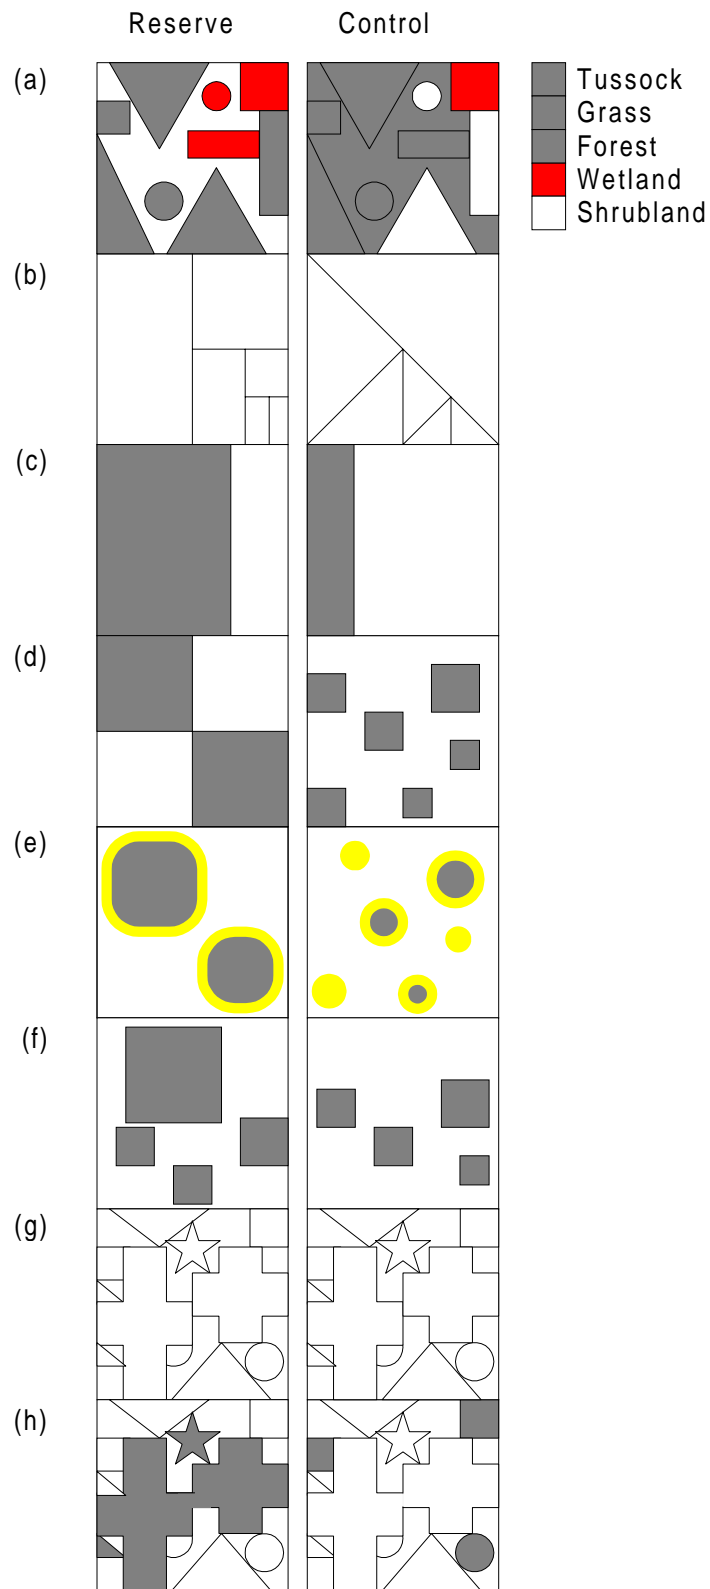 Reserve Control
(a)
Tussock
Grass
Forest
Wetland
Shrubland
(b)
(c)
(d)
(e)
(f)
(g)
(h)